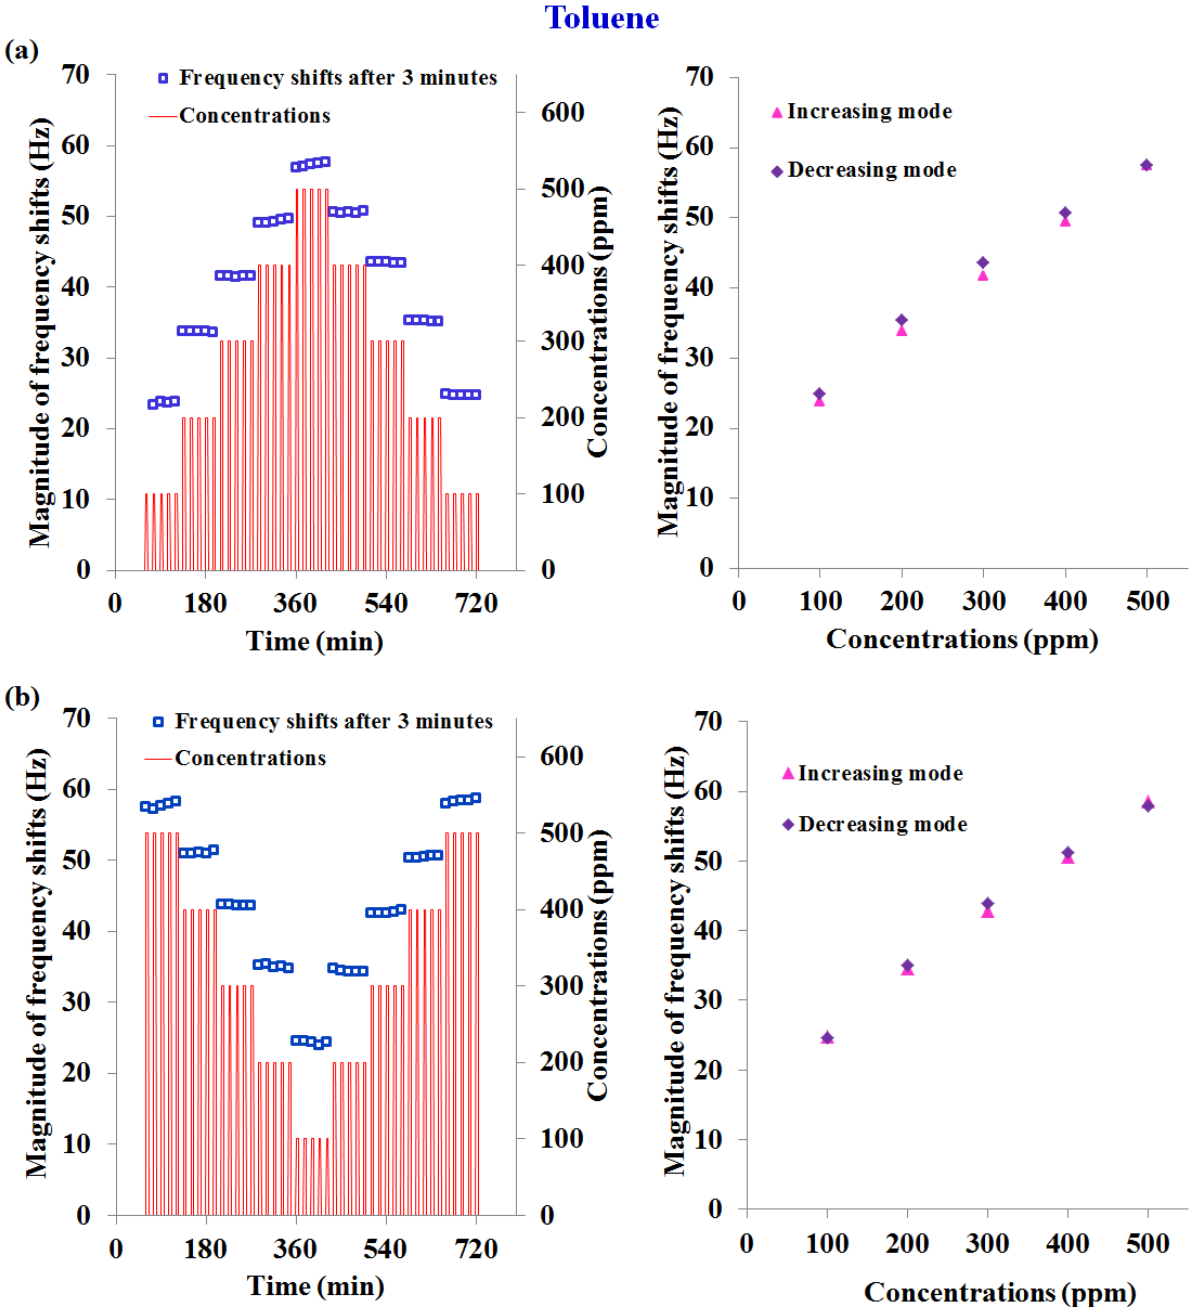 Toluene
(a)
Frequency shifts after 3 minutes
Concentrations
Magnitude of frequency shifts (Hz)
70
60
50
40
30
20
10
0
600
500
400
300
200
100
0
Concentrations (ppm)
0 180 360 540 720
Time (min)
Increasing mode
Decreasing mode
Magnitude of frequency shifts (Hz)
70
60
50
40
30
20
10
0
0 100 200 300 400 500
Concentrations (ppm)
(b)
Frequency shifts after 3 minutes
Concentrations
Magnitude of frequency shifts (Hz)
70
60
50
40
30
20
10
0
600
500
400
300
200
100
0
Concentrations (ppm)
0 180 360 540 720
Time (min)
Increasing mode
Decreasing mode
Magnitude of frequency shifts (Hz)
70
60
50
40
30
20
10
0
0 100 200 300 400 500
Concentrations (ppm)